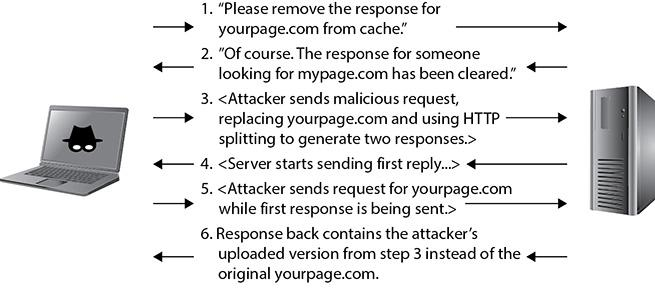 1. “Please remove the response for
yourpage.com from cache.”
2. ”Of course. The response for someone
looking for mypage.com has been cleared.”
3. <Attacker sends malicious request,
replacing yourpage.com and using HTTP
splitting to generate two responses.>
4. <Server starts sending first reply...>
5. <Attacker sends request for yourpage.com
while first response is being sent.>
6. Response back contains the attacker’s
uploaded version from step 3 instead of the
original yourpage.com.